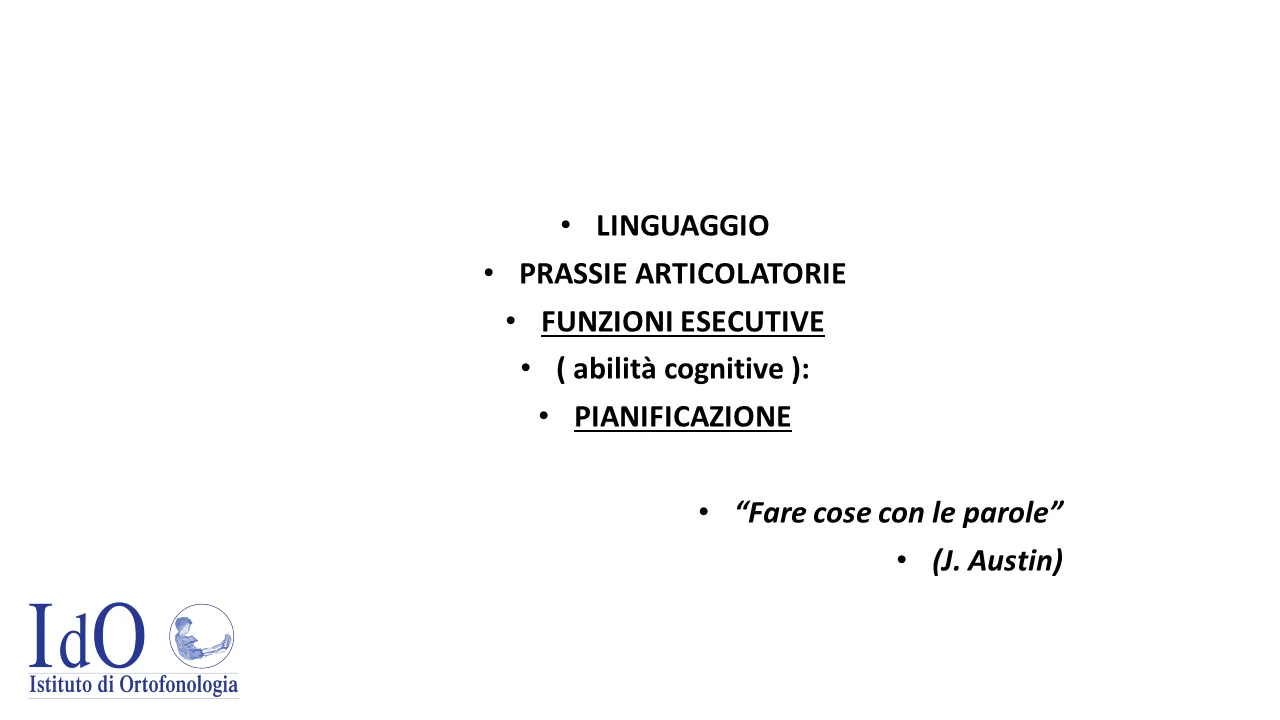 • LINGUAGGIO
• PRASSIE ARTICOLATORIE
• FUNZIONI ESECUTIVE
• ( abilità cognitive ):
• PIANIFICAZIONE
• “Fare cose con le parole”
• (J. Austin)
IdO
Istituto di Ortofonologia